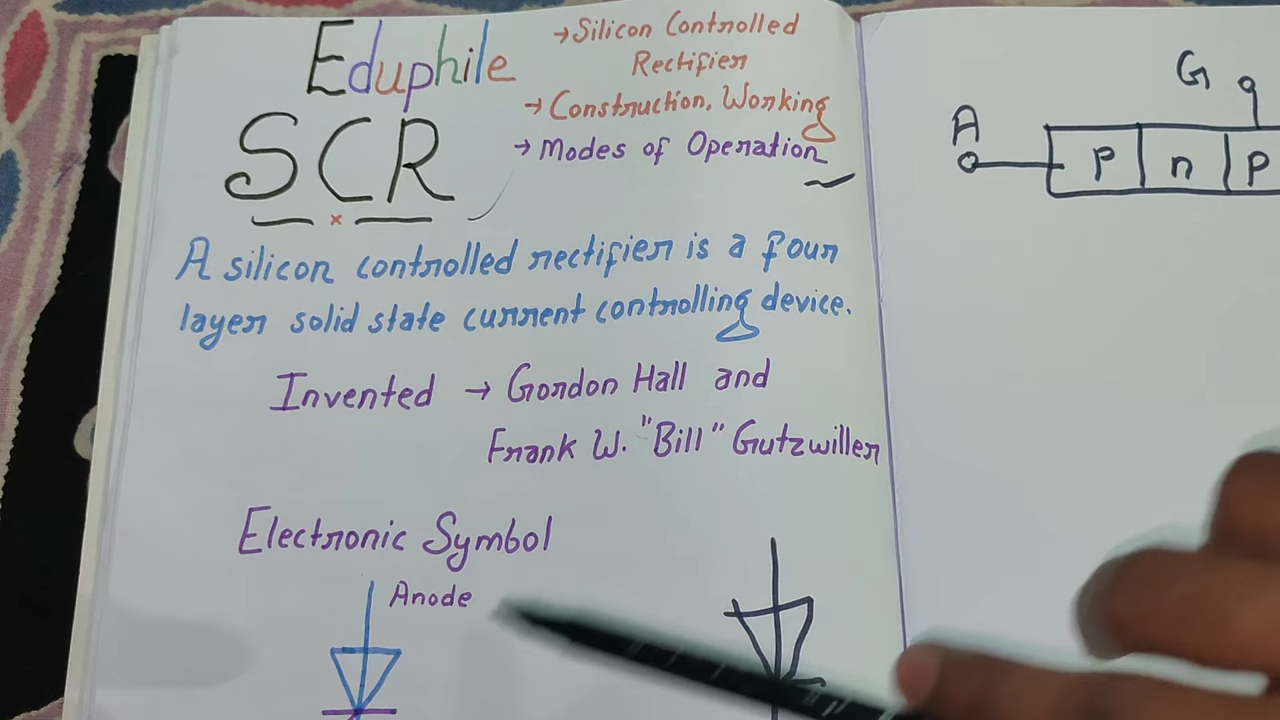 Eduphile
→ Silicon Controlled
Rectifier
→ Construction, Working
→ Modes of Operation
SCR
A silicon controlled rectifier is a four
layer solid state current controlling device.
Invented → Gordon Hall and
Frank W. "Bill" Gutzwiller
Electronic Symbol
Anode
G
A
P n P